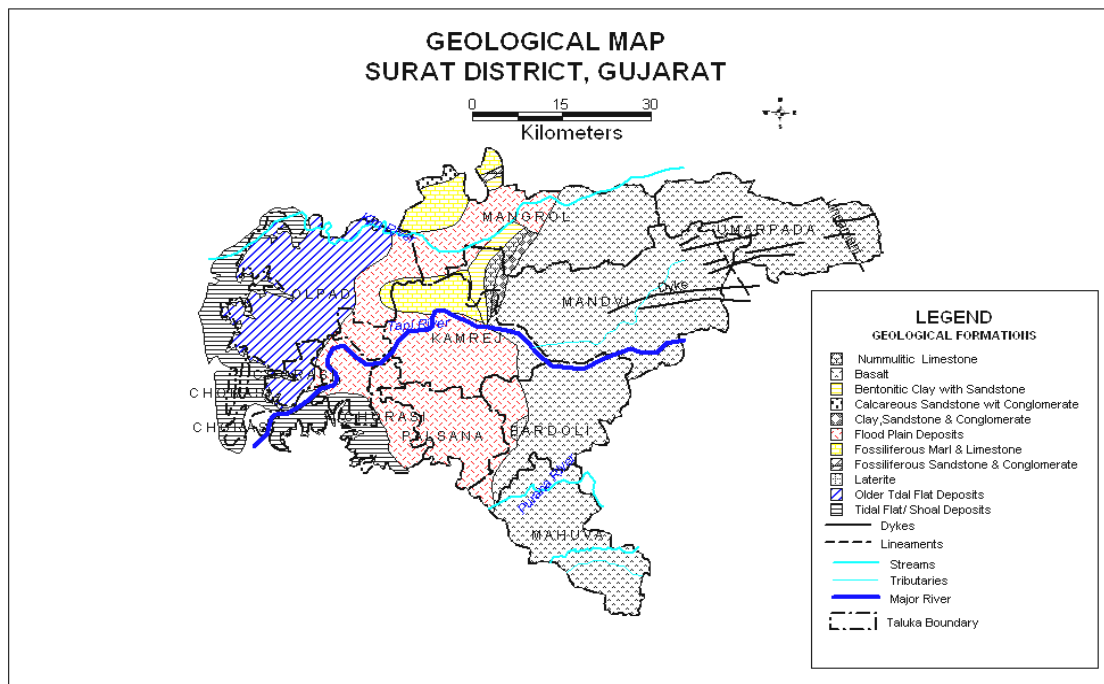 GEOLOGICAL MAP
SURAT DISTRICT, GUJARAT
0 15 30
Kilometers
MANGROL
UMARPADA
OLPAD
MANDVI
Dyke
Tapi River
KAMREJ
CHORASI
CHORASI
PALSANA
BARDOLI
Purana River
MAHUVA
LEGEND
GEOLOGICAL FORMATIONS
Nummulitic Limestone
Basalt
Bentonitic Clay with Sandstone
Calcareous Sandstone wit Conglomerate
Clay,Sandstone & Conglomerate
Flood Plain Deposits
Fossiliferous Marl & Limestone
Fossiliferous Sandstone & Conglomerate
Laterite
Older Tdal Flat Deposits
Tidal Flat/ Shoal Deposits
Dykes
Lineaments
Streams
Tributaries
Major River
Taluka Boundary